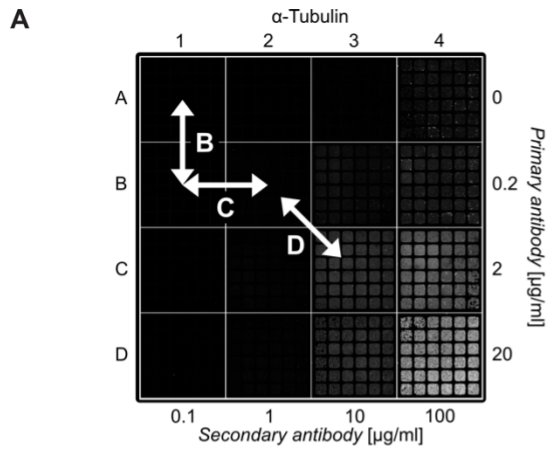 A
α-Tubulin
1 2 3 4
A 0
B
B 0.2
C
D
C 2
D 20
Primary antibody [µg/ml]
0.1 1 10 100
Secondary antibody [µg/ml]